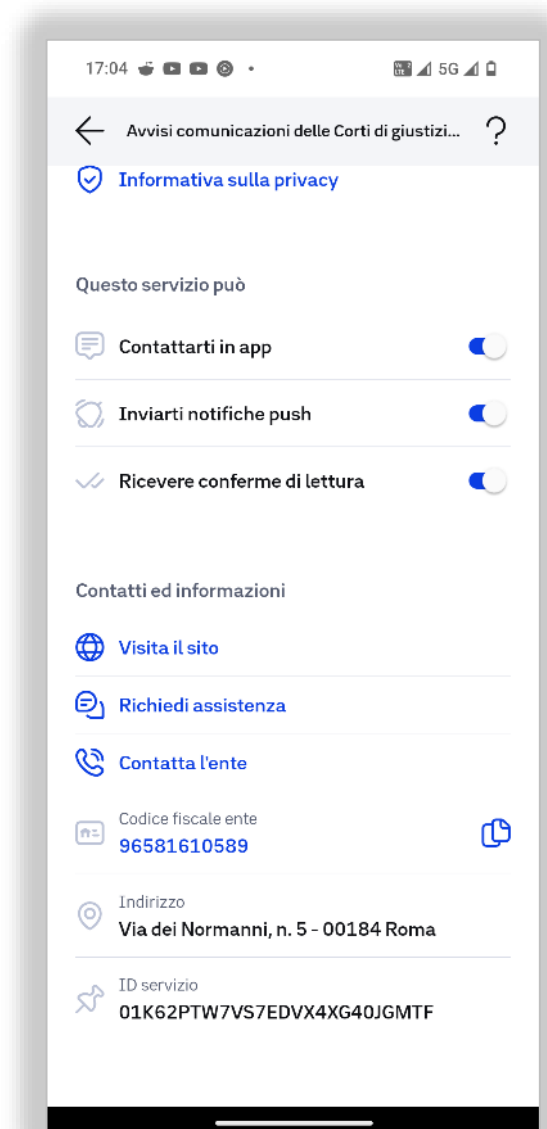 17:04
5G
Avvisi comunicazioni delle Corti di giustizi...
Informativa sulla privacy
Questo servizio può
Contattarti in app
Inviarti notifiche push
Ricevere conferme di lettura
Contatti ed informazioni
Visita il sito
Richiedi assistenza
Contatta l'ente
Codice fiscale ente
96581610589
Indirizzo
Via dei Normanni, n. 5 - 00184 Roma
ID servizio
01K62PTW7VS7EDVX4XG40JGMTF